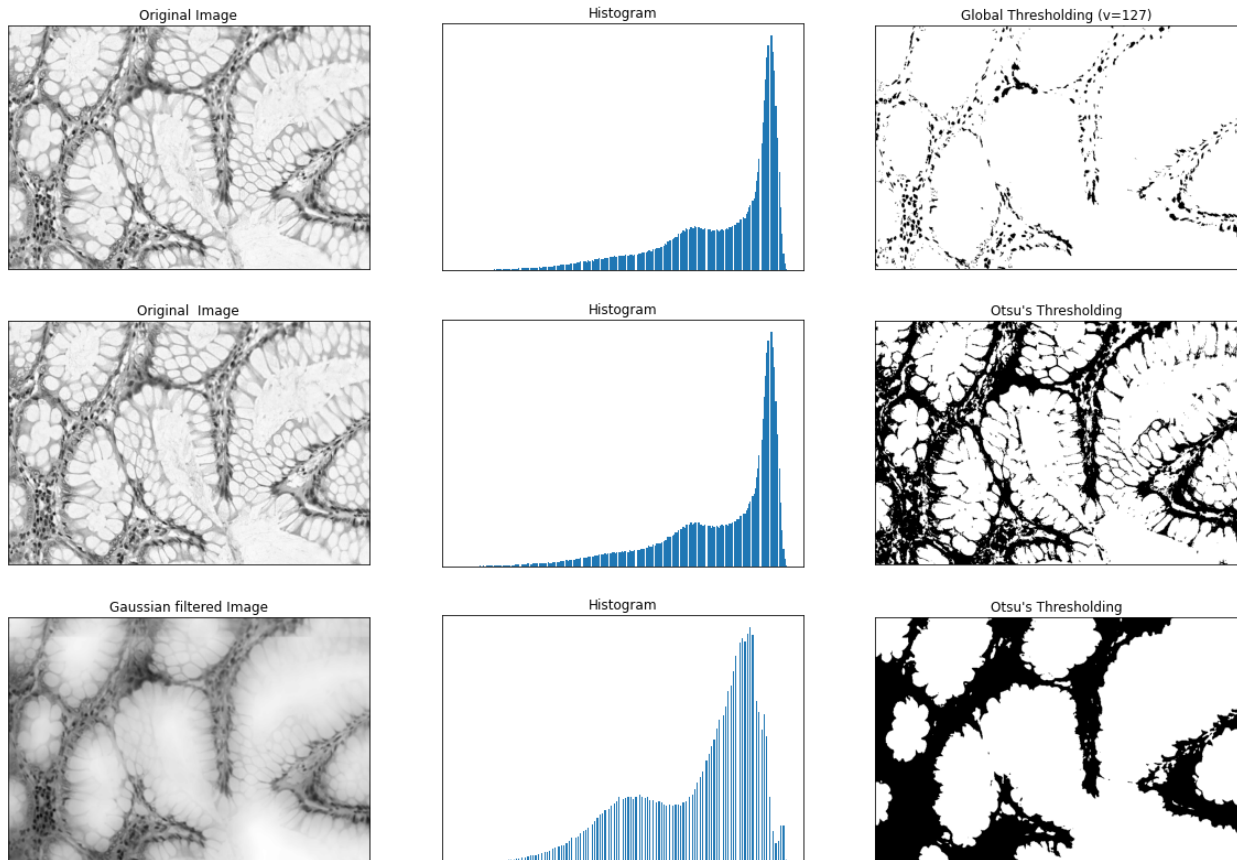 Original Image
Histogram
Global Thresholding (v=127)
Original  Image
Histogram
Otsu's Thresholding
Gaussian filtered Image
Histogram
Otsu's Thresholding